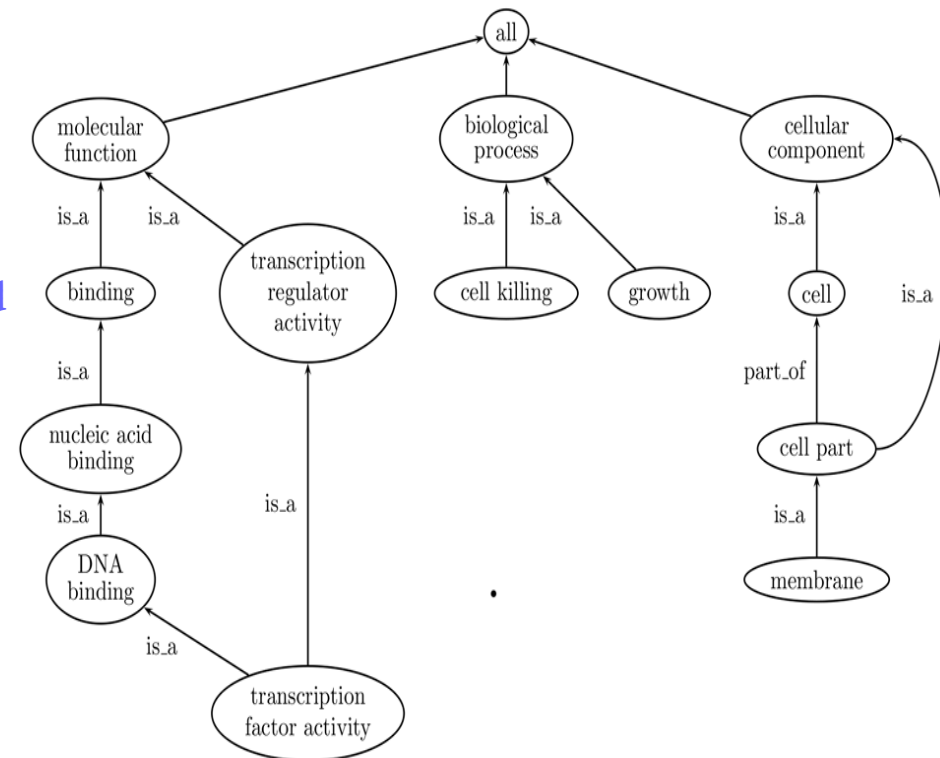 all
molecular
function
biological
process
cellular
component
is_a
is_a
is_a
is_a
is_a
transcription
regulator
activity
binding
cell killing
growth
cell
is_a
is_a
part_of
nucleic acid
binding
cell part
is_a
is_a
is_a
DNA
binding
membrane
is_a
transcription
factor activity